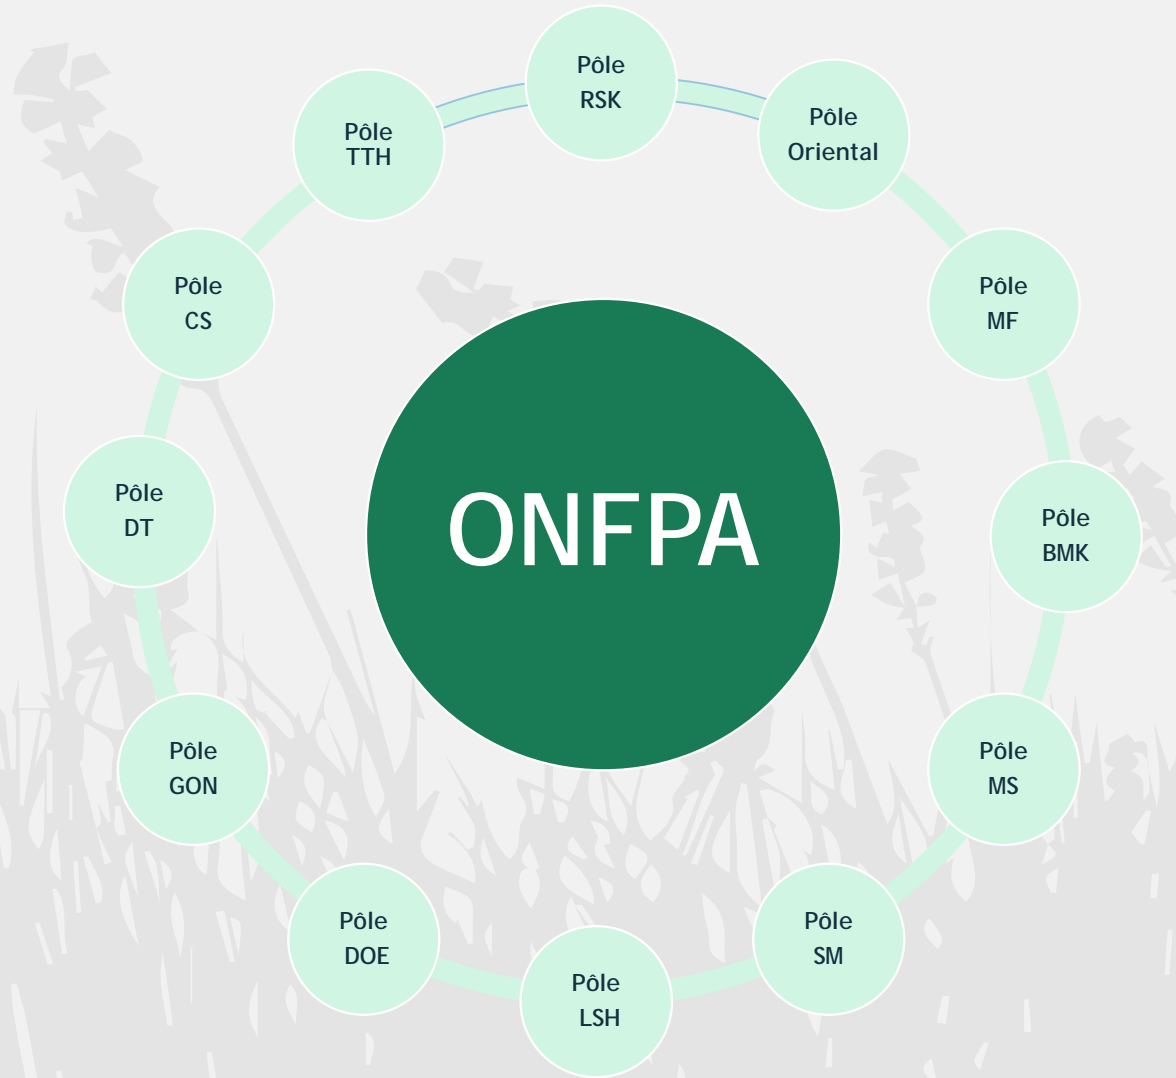 Pôle
RSK
Pôle
Oriental
Pôle
TTH
Pôle
MF
Pôle
CS
Pôle
DT
ONFPA
Pôle
BMK
Pôle
GON
Pôle
MS
Pôle
DOE
Pôle
SM
Pôle
LSH